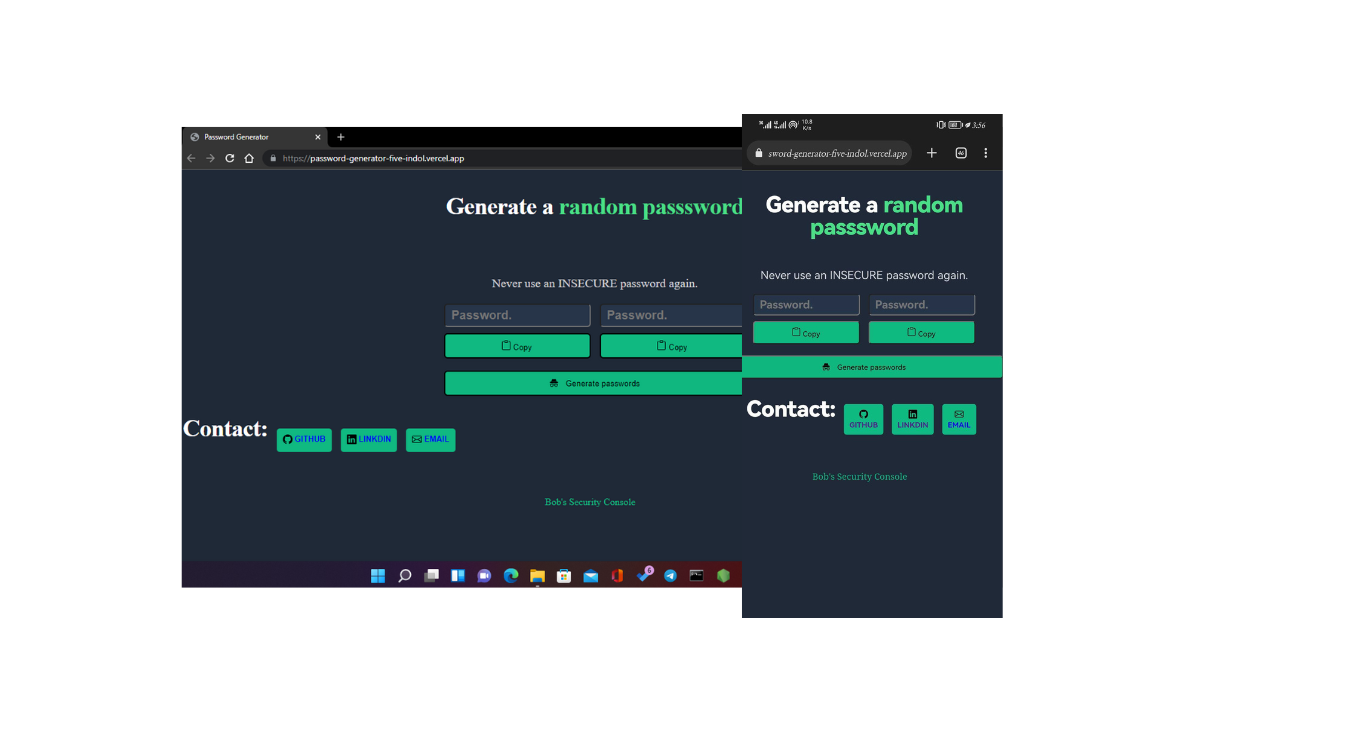 Password Generator
https://password-generator-five-indol.vercel.app
Generate a random passsword
Never use an INSECURE password again.
Password.
Password.
Copy
Copy
Generate passwords
Contact:
GITHUB
LINKDIN
EMAIL
Bob's Security Console
6
10.8
K/s
3:56
sword-generator-five-indol.vercel.app
Generate a random
passsword
Never use an INSECURE password again.
Password.
Password.
Copy
Copy
Generate passwords
Contact:
GITHUB
LINKDIN
EMAIL
Bob's Security Console